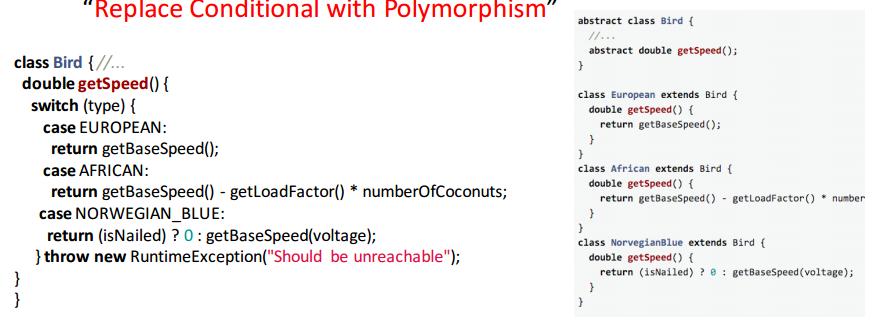 “Replace Conditional with Polymorphism”
class Bird { //...
double getSpeed() {
switch (type) {
case EUROPEAN:
return getBaseSpeed();
case AFRICAN:
return getBaseSpeed() - getLoadFactor() * numberOfCoconuts;
case NORWEGIAN_BLUE:
return (isNailed) ? 0 : getBaseSpeed(voltage);
} throw new RuntimeException("Should be unreachable");
}
}
abstract class Bird {
//...
abstract double getSpeed();
}
class European extends Bird {
double getSpeed() {
return getBaseSpeed();
}
}
class African extends Bird {
double getSpeed() {
return getBaseSpeed() - getLoadFactor() * number
}
}
class NorvegianBlue extends Bird {
double getSpeed() {
return (isNailed) ? 0 : getBaseSpeed(voltage);
}
}